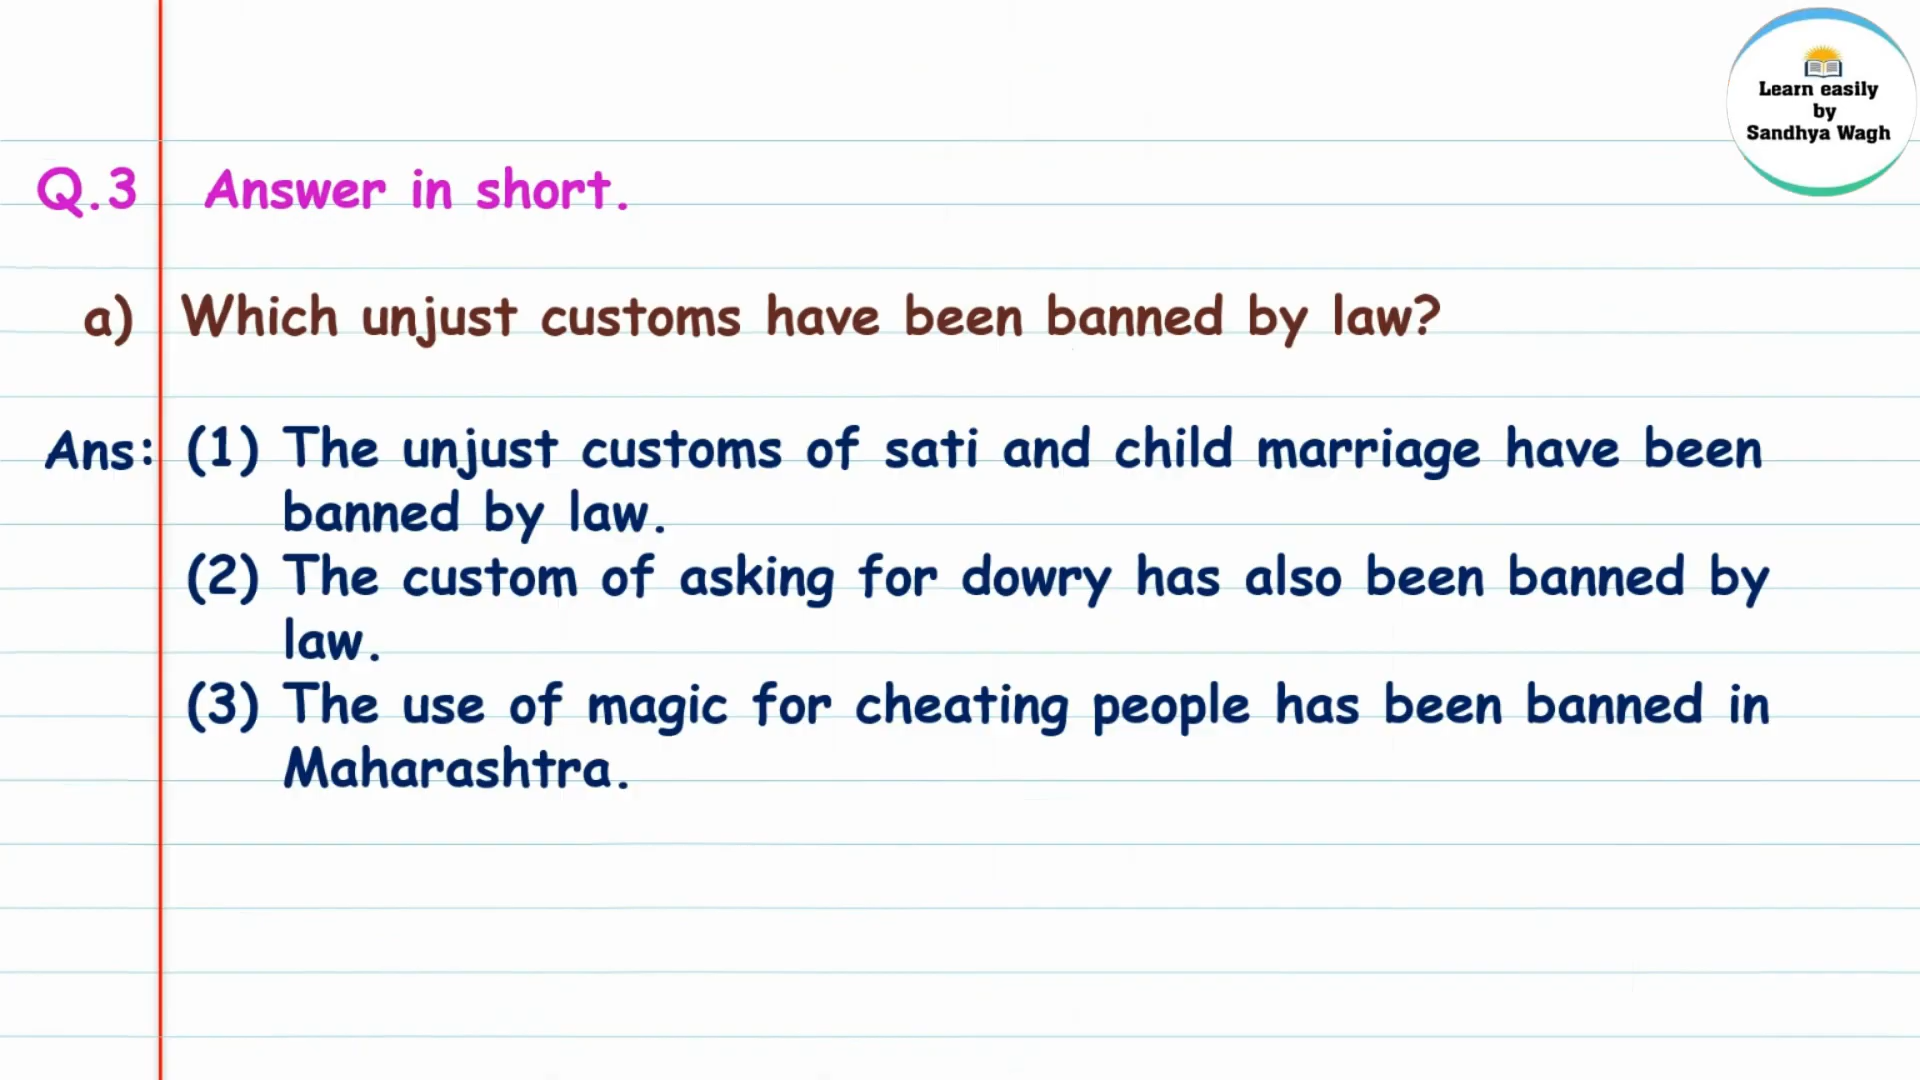 Learn easily
by
Sandhya Wagh
Q.3 Answer in short.
a) Which unjust customs have been banned by law?
Ans: (1) The unjust customs of sati and child marriage have been
banned by law.
(2) The custom of asking for dowry has also been banned by
law.
(3) The use of magic for cheating people has been banned in
Maharashtra.